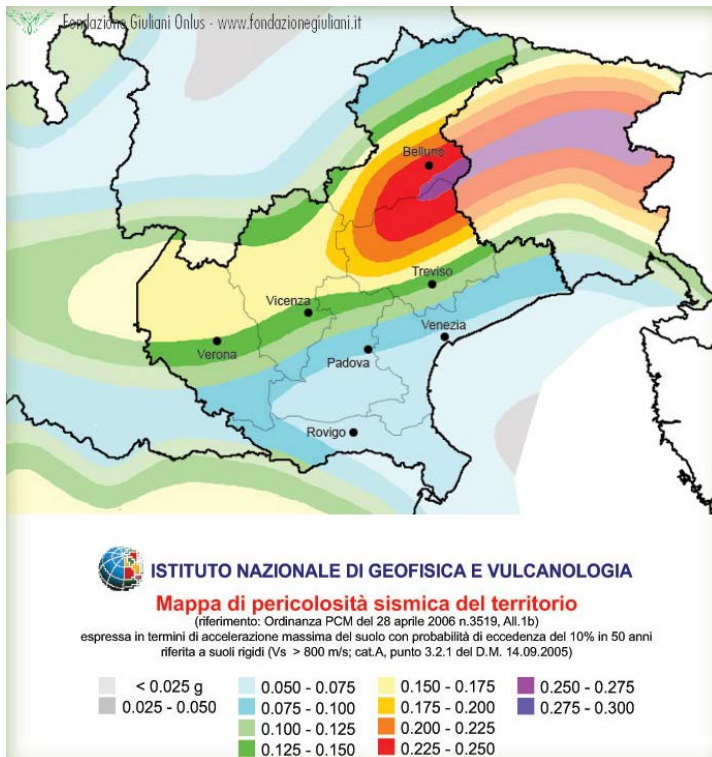 Fondazione Giuliani Onlus - www.fondazionegiuliani.it
Belluno
Treviso
Vicenza
Venezia
Verona
Padova
Rovigo
ISTITUTO NAZIONALE DI GEOFISICA E VULCANOLOGIA
Mappa di pericolosità sismica del territorio
(riferimento: Ordinanza PCM del 28 aprile 2006 n.3519, All.1b)
espressa in termini di accelerazione massima del suolo con probabilità di eccedenza del 10% in 50 anni
riferita a suoli rigidi (Vs > 800 m/s; cat.A, punto 3.2.1 del D.M. 14.09.2005)
< 0.025 g
0.025 - 0.050
0.050 - 0.075
0.075 - 0.100
0.100 - 0.125
0.125 - 0.150
0.150 - 0.175
0.175 - 0.200
0.200 - 0.225
0.225 - 0.250
0.250 - 0.275
0.275 - 0.300